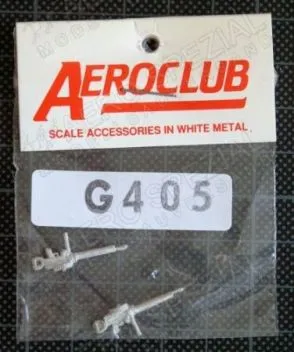 AEROCLUB
SCALE ACCESSORIES IN WHITE METAL
G405